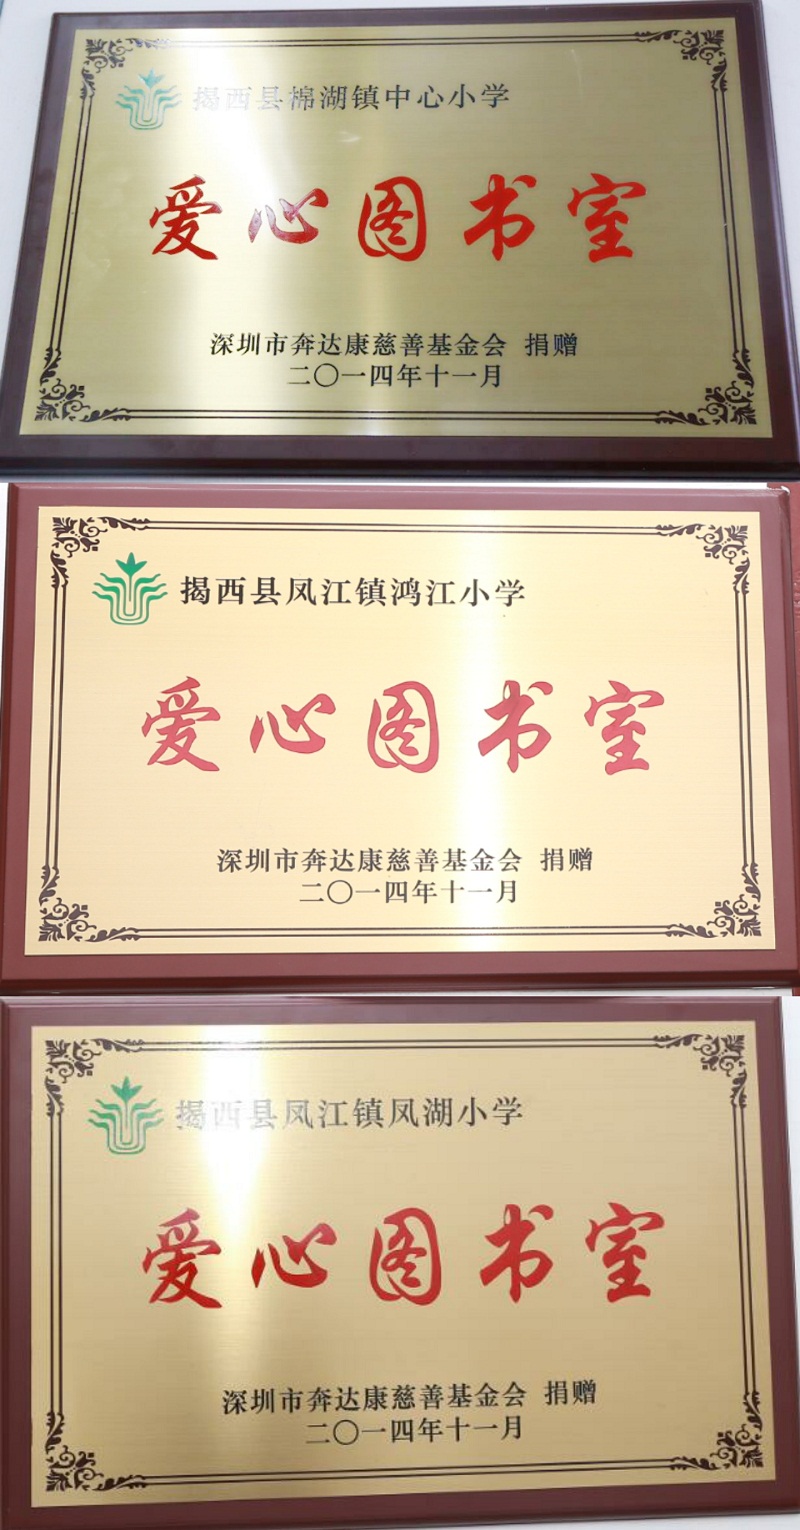 揭西县棉湖镇中心小学
爱心图书室
深圳市奔达康慈善基金会 捐赠
二〇一四年十一月
揭西县凤江镇鸿江小学
爱心图书室
深圳市奔达康慈善基金会 捐赠
二〇一四年十一月
揭西县凤江镇凤湖小学
爱心图书室
深圳市奔达康慈善基金会 捐赠
二〇一四年十一月